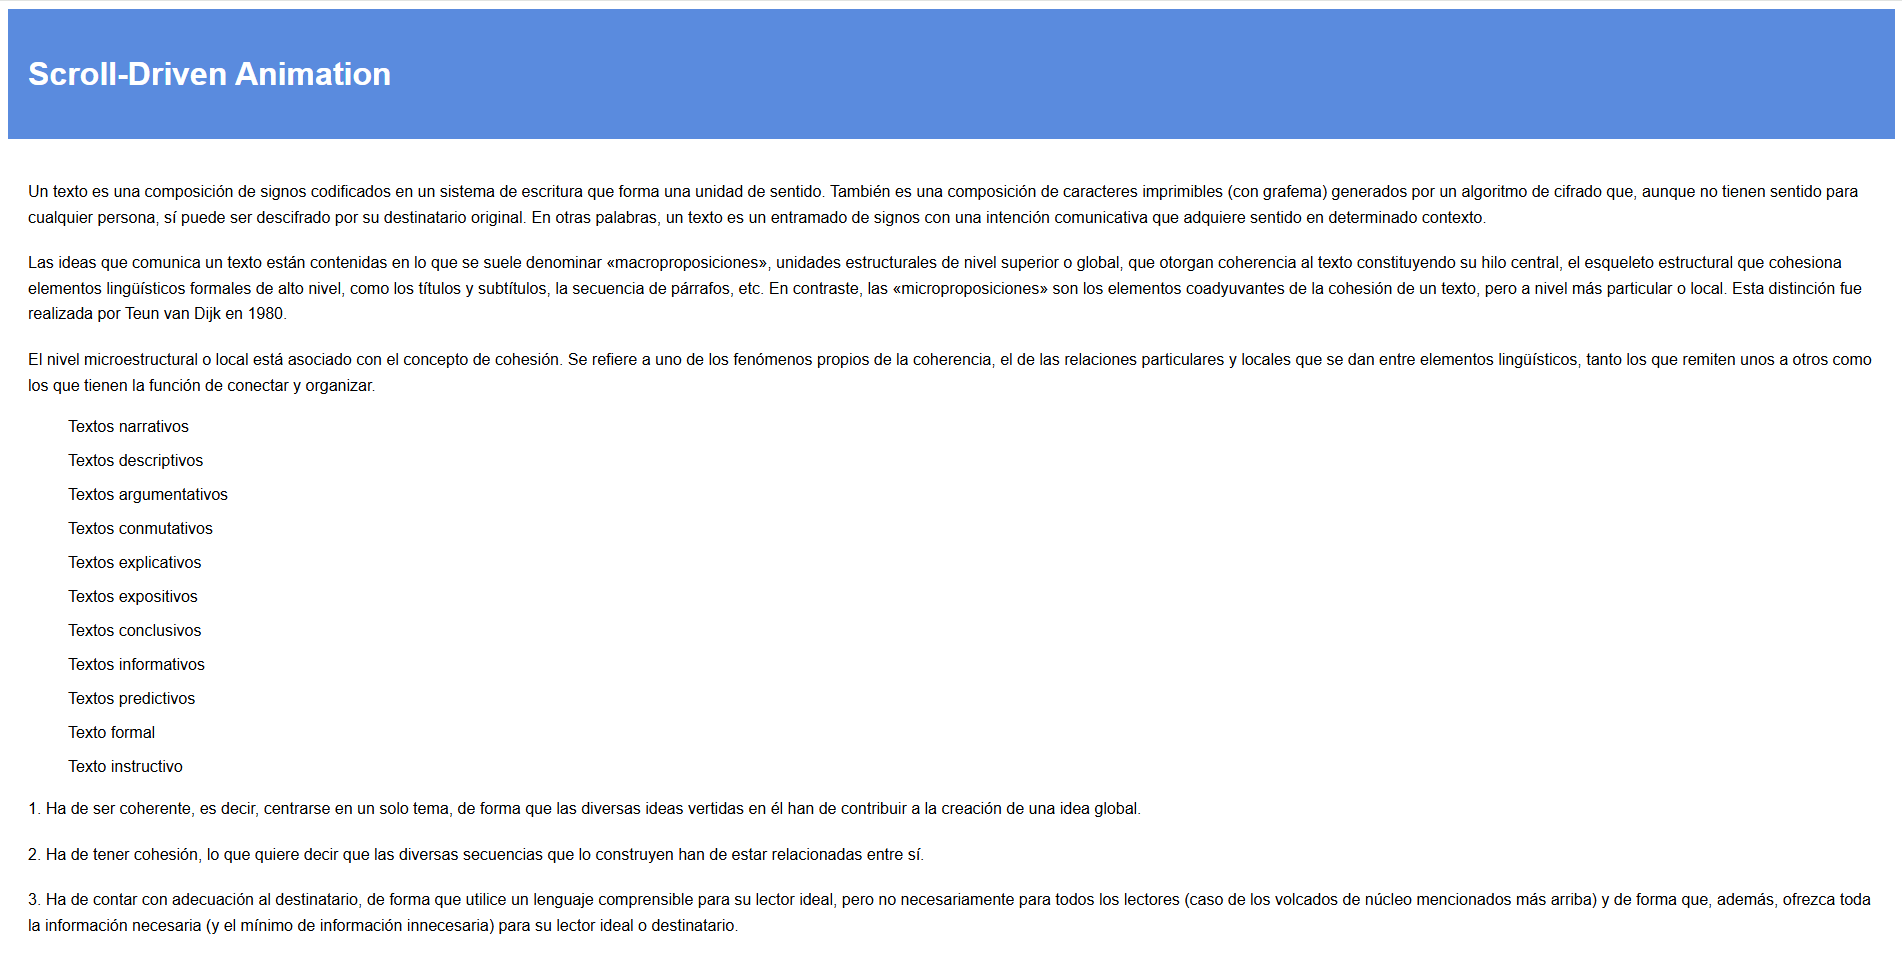 Scroll-Driven Animation
Un texto es una composición de signos codificados en un sistema de escritura que forma una unidad de sentido. También es una composición de caracteres imprimibles (con grafema) generados por un algoritmo de cifrado que, aunque no tienen sentido para
cualquier persona, sí puede ser descifrado por su destinatario original. En otras palabras, un texto es un entramado de signos con una intención comunicativa que adquiere sentido en determinado contexto.
Las ideas que comunica un texto están contenidas en lo que se suele denominar «macroproposiciones», unidades estructurales de nivel superior o global, que otorgan coherencia al texto constituyendo su hilo central, el esqueleto estructural que cohesiona
elementos lingüísticos formales de alto nivel, como los títulos y subtítulos, la secuencia de párrafos, etc. En contraste, las «microproposiciones» son los elementos coadyuvantes de la cohesión de un texto, pero a nivel más particular o local. Esta distinción fue
realizada por Teun van Dijk en 1980.
El nivel microestructural o local está asociado con el concepto de cohesión. Se refiere a uno de los fenómenos propios de la coherencia, el de las relaciones particulares y locales que se dan entre elementos lingüísticos, tanto los que remiten unos a otros como
los que tienen la función de conectar y organizar.
Textos narrativos
Textos descriptivos
Textos argumentativos
Textos conmutativos
Textos explicativos
Textos expositivos
Textos conclusivos
Textos informativos
Textos predictivos
Texto formal
Texto instructivo
1. Ha de ser coherente, es decir, centrarse en un solo tema, de forma que las diversas ideas vertidas en él han de contribuir a la creación de una idea global.
2. Ha de tener cohesión, lo que quiere decir que las diversas secuencias que lo construyen han de estar relacionadas entre sí.
3. Ha de contar con adecuación al destinatario, de forma que utilice un lenguaje comprensible para su lector ideal, pero no necesariamente para todos los lectores (caso de los volcados de núcleo mencionados más arriba) y de forma que, además, ofrezca toda
la información necesaria (y el mínimo de información innecesaria) para su lector ideal o destinatario.